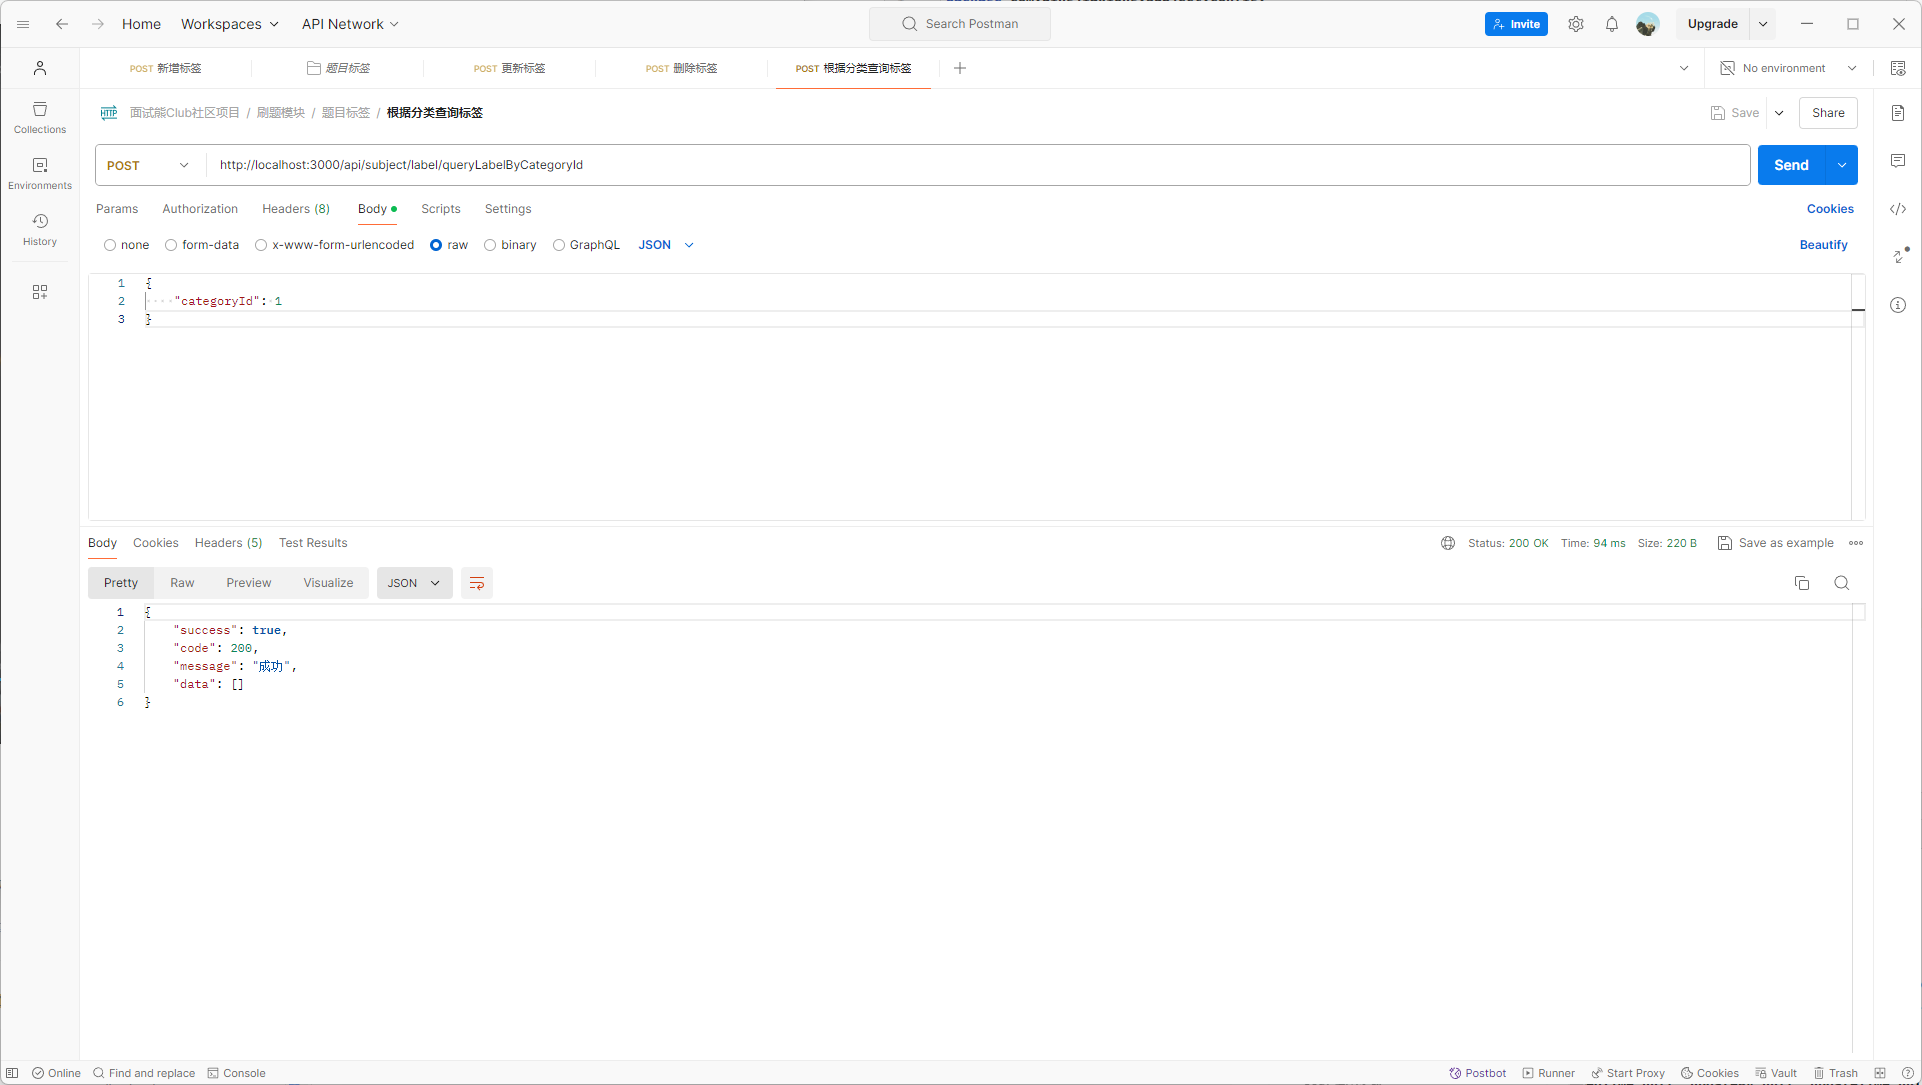 Home Workspaces API Network Search Postman Invite Upgrade
POST 新增标签 题目标签 POST 更新标签 POST 删除标签 POST 根据分类查询标签 No environment
HTTP 面试熊Club社区项目 / 刷题模块 / 题目标签 / 根据分类查询标签 Save Share
Collections
POST http://localhost:3000/api/subject/label/queryLabelByCategoryId Send
Environments
Params Authorization Headers (8) Body Scripts Settings Cookies
History
none form-data x-www-form-urlencoded raw binary GraphQL JSON Beautify
1 {
2 "categoryId": 1
3 }
Body Cookies Headers (5) Test Results Status: 200 OK Time: 94 ms Size: 220 B Save as example
Pretty Raw Preview Visualize JSON
1 {
2 "success": true,
3 "code": 200,
4 "message": "成功",
5 "data": []
6 }
Online Find and replace Console Postbot Runner Start Proxy Cookies Vault Trash